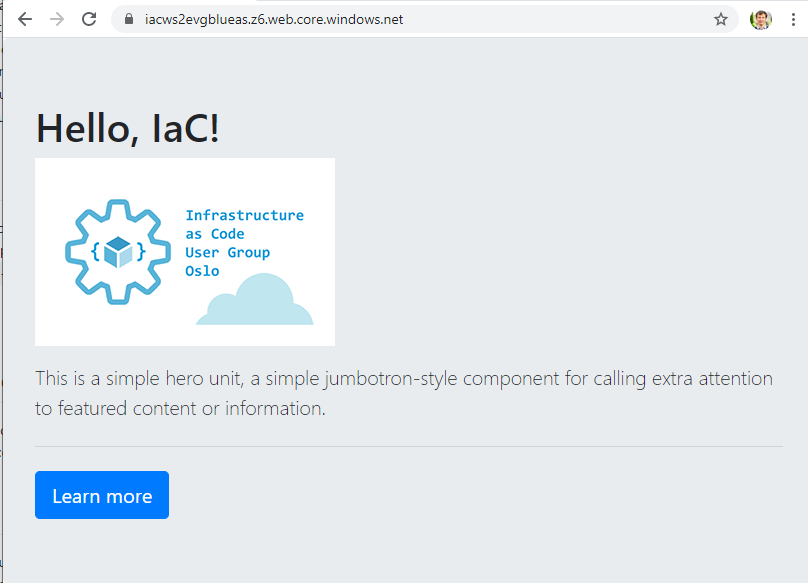 iacws2evgblueas.z6.web.core.windows.net
Hello, IaC!
Infrastructure
as Code
User Group
Oslo
{ }
This is a simple hero unit, a simple jumbotron-style component for calling extra attention
to featured content or information.
Learn more